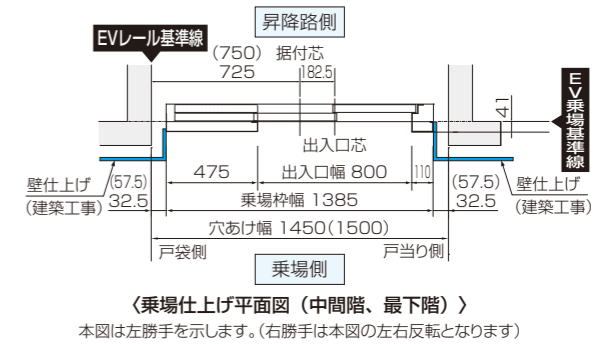 昇降路側
EVレール基準線
(750) 据付芯
725 182.5
41
EV乗場基準線
出入口芯
475 出入口幅 800 110
壁仕上げ
(建築工事)
(57.5)
32.5
乗場枠幅 1385
(57.5)
32.5
壁仕上げ
(建築工事)
穴あけ幅 1450(1500)
戸袋側 戸当り側
乗場側
〈乗場仕上げ平面図（中間階、最下階）〉
本図は左勝手を示します。(右勝手は本図の左右反転となります)